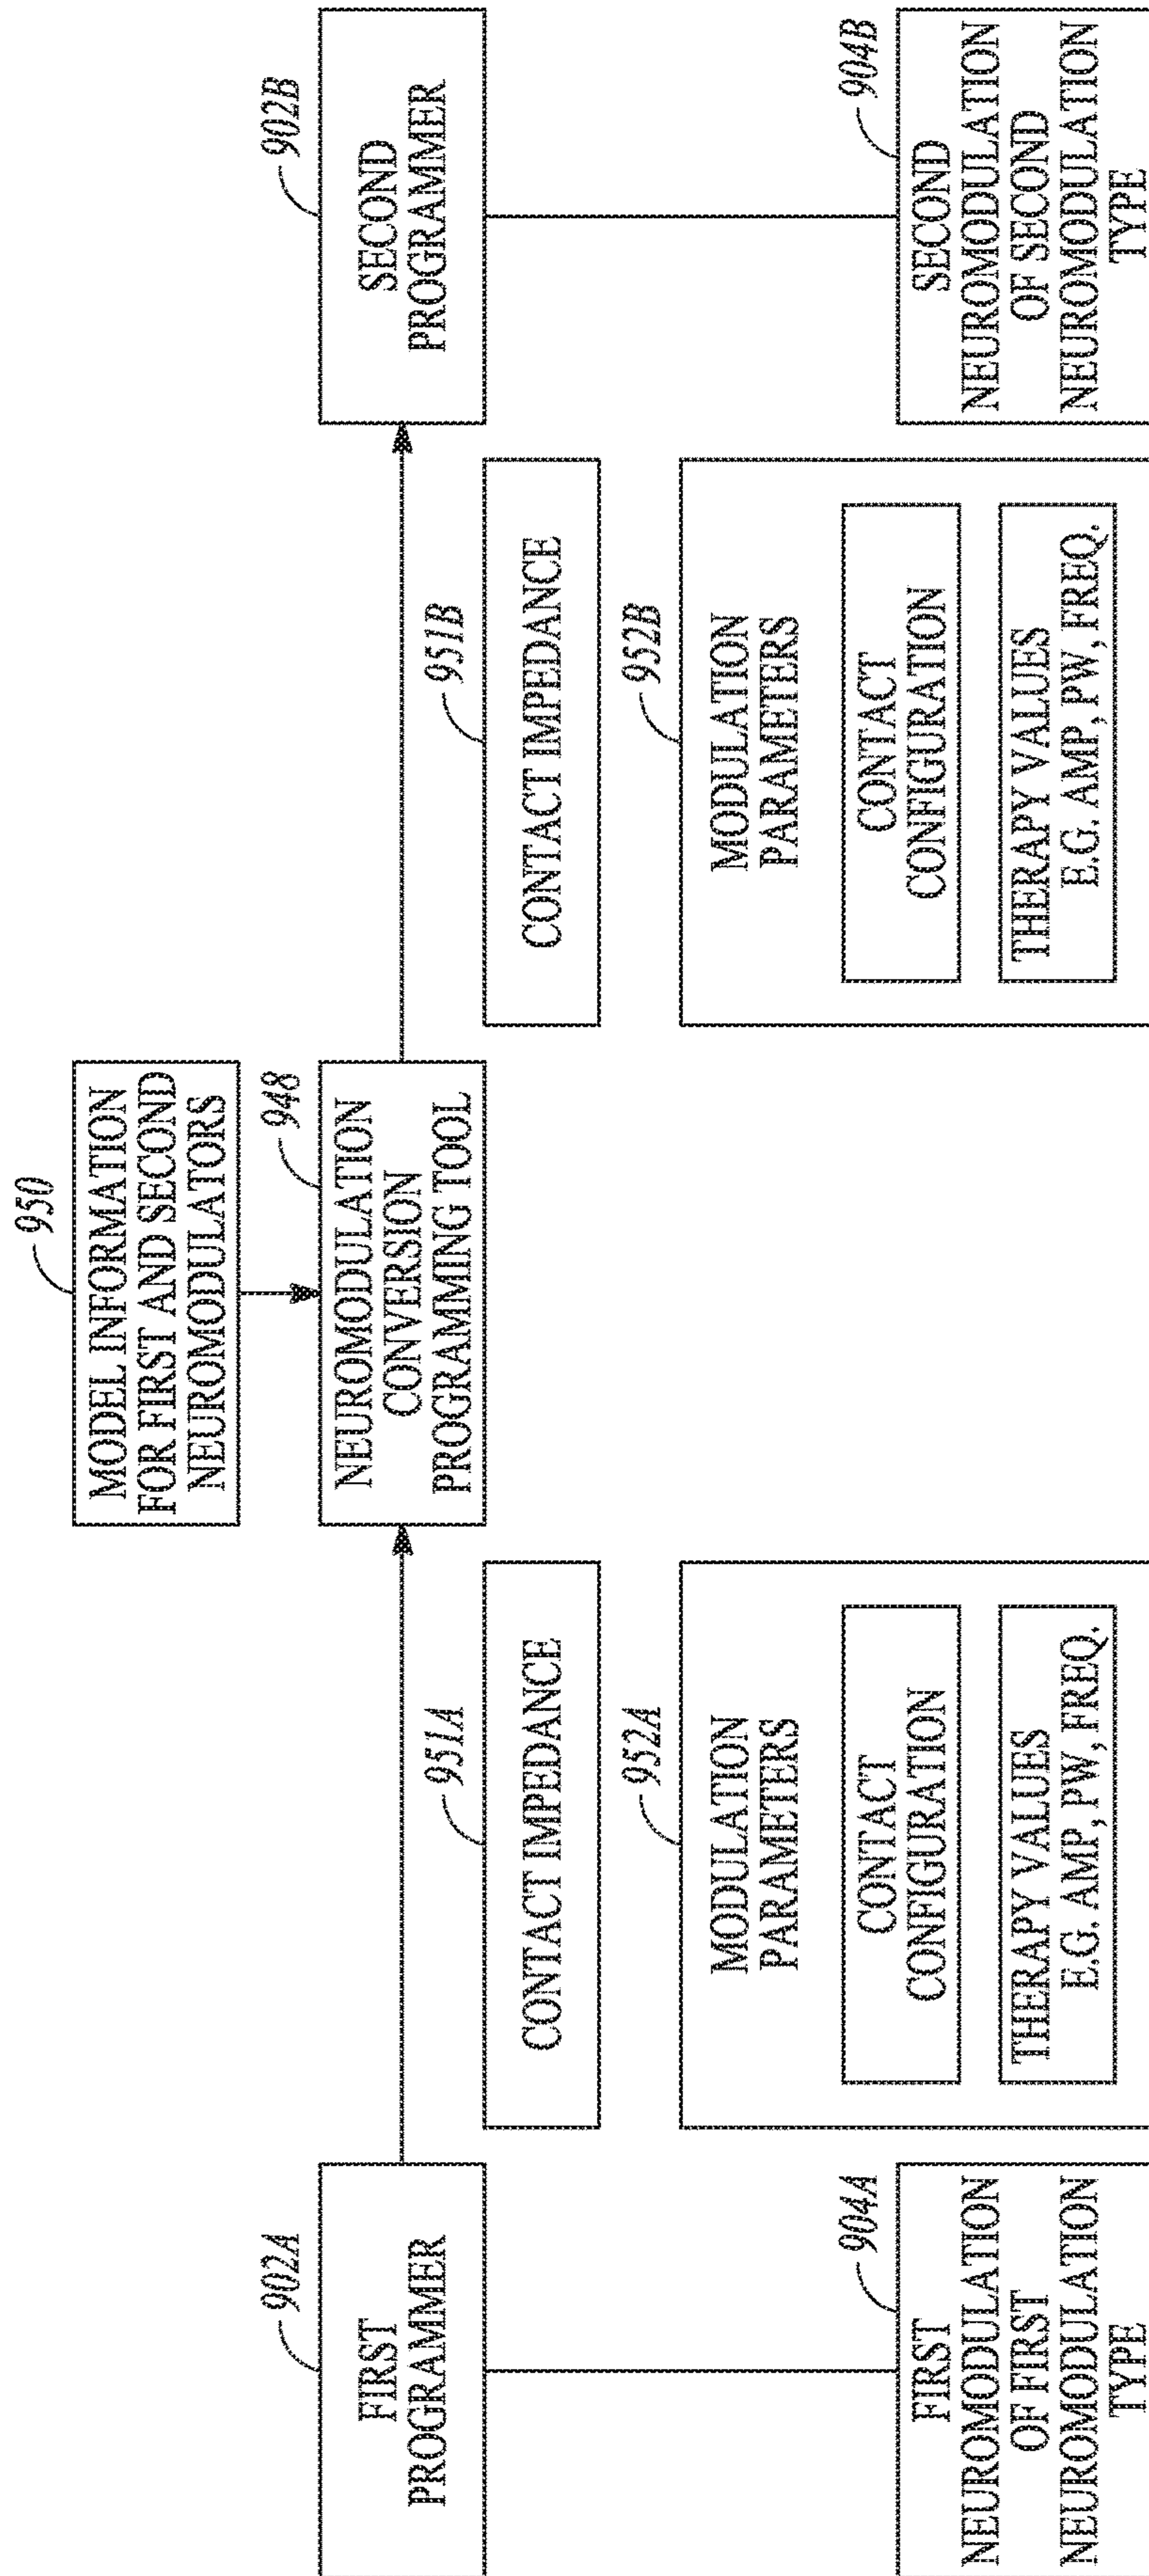 950
MODEL INFORMATION
FOR FIRST AND SECOND
NEUROMODULATORS
902A
FIRST
PROGRAMMER
948
NEUROMODULATION
CONVERSION
PROGRAMMING TOOL
902B
SECOND
PROGRAMMER
951A
CONTACT IMPEDANCE
951B
CONTACT IMPEDANCE
952A
MODULATION
PARAMETERS
CONTACT
CONFIGURATION
THERAPY VALUES
E.G. AMP, PW, FREQ.
952B
MODULATION
PARAMETERS
CONTACT
CONFIGURATION
THERAPY VALUES
E.G. AMP, PW, FREQ.
904A
FIRST
NEUROMODULATION
OF FIRST
NEUROMODULATION
TYPE
904B
SECOND
NEUROMODULATION
OF SECOND
NEUROMODULATION
TYPE